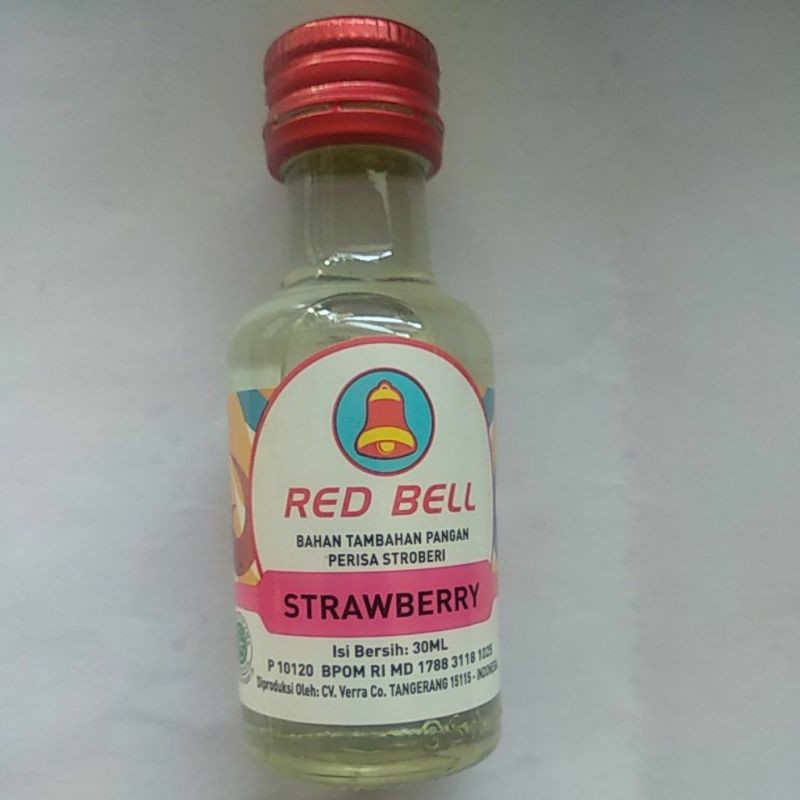 RED BELL
BAHAN TAMBAHAN PANGAN
PERISA STROBERI
STRAWBERRY
Isi Bersih: 30ML
P 10120 BPOM RI MD 1788 3118 1025
Diproduksi Oleh: CV. Verra Co. TANGERANG 15115 - INDONESIA